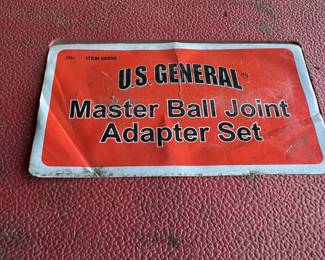 U.S. GENERAL®
Master Ball Joint
Adapter Set